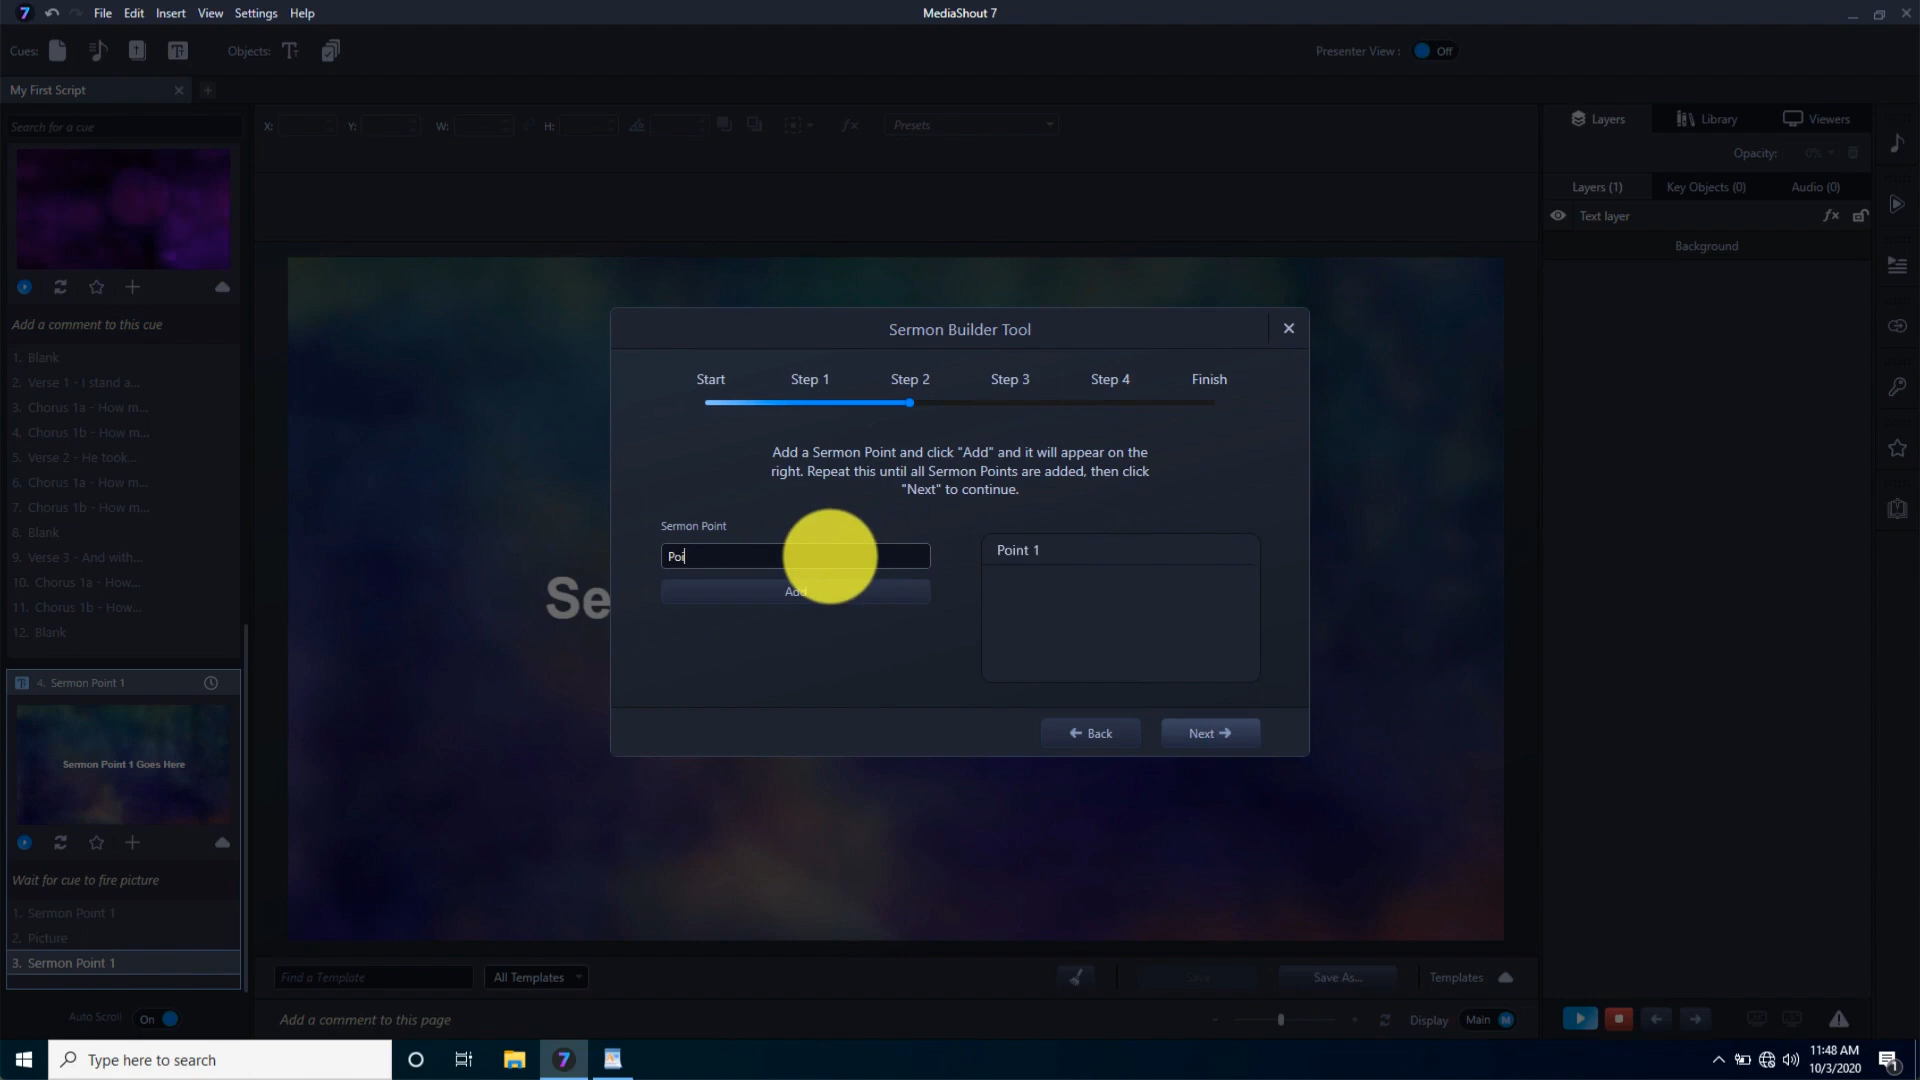 7 File Edit Insert View Settings Help
MediaShout 7
Cues:
Objects:
Presenter View : Off
My First Script
Search for a cue
X: Y: W: H:
Presets
Layers Library Viewers
Opacity: 0%
Layers (1) Key Objects (0) Audio (0)
Text layer
Background
Add a comment to this cue
1. Blank
2. Verse 1 - I stand a...
3. Chorus 1a - How m...
4. Chorus 1b - How m...
5. Verse 2 - He took...
6. Chorus 1a - How m...
7. Chorus 1b - How m...
8. Blank
9. Verse 3 - And with...
10. Chorus 1a - How...
11. Chorus 1b - How...
12. Blank
4. Sermon Point 1
Sermon Point 1 Goes Here
Wait for cue to fire picture
1. Sermon Point 1
2. Picture
3. Sermon Point 1
Auto Scroll On
Se
Sermon Builder Tool
Start Step 1 Step 2 Step 3 Step 4 Finish
Add a Sermon Point and click "Add" and it will appear on the
right. Repeat this until all Sermon Points are added, then click
"Next" to continue.
Sermon Point
Poi
Add
Point 1
Back Next
Find a Template All Templates Save Save As... Templates
Add a comment to this page
Display Main M
Type here to search
7
11:48 AM
10/3/2020
1